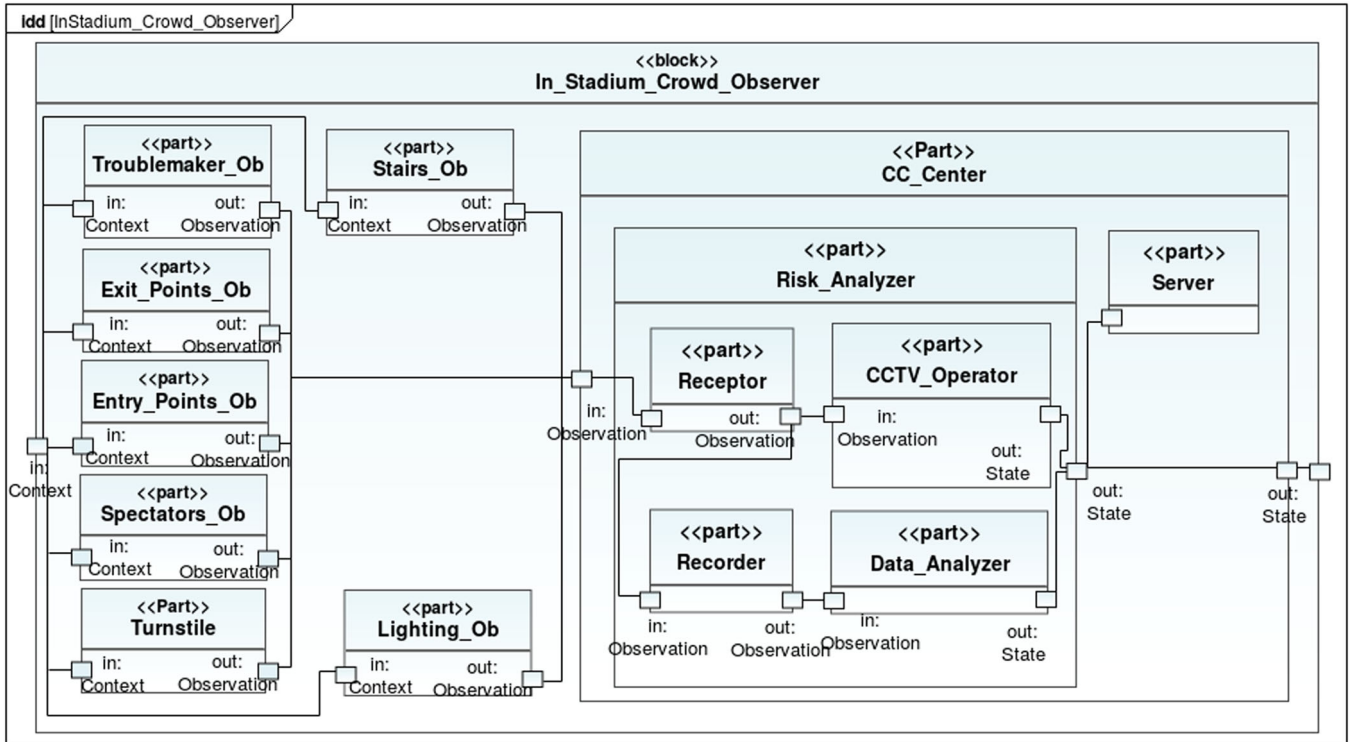 idd [InStadium_Crowd_Observer]
<<block>>
In_Stadium_Crowd_Observer
<<part>>
Troublemaker_Ob
in:
Context
out:
Observation
<<part>>
Stairs_Ob
in:
Context
out:
Observation
<<part>>
Exit_Points_Ob
in:
Context
out:
Observation
<<part>>
Entry_Points_Ob
in:
Context
out:
Observation
in:
Context
<<part>>
Spectators_Ob
in:
Context
out:
Observation
<<Part>>
Turnstile
in:
Context
out:
Observation
<<part>>
Lighting_Ob
in:
Context
out:
Observation
<<Part>>
CC_Center
in:
Observation
<<part>>
Risk_Analyzer
<<part>>
Receptor
out:
Observation
<<part>>
CCTV_Operator
in:
Observation
out:
State
<<part>>
Recorder
in:
Observation
out:
Observation
<<part>>
Data_Analyzer
in:
Observation
out:
State
<<part>>
Server
out:
State
out:
State